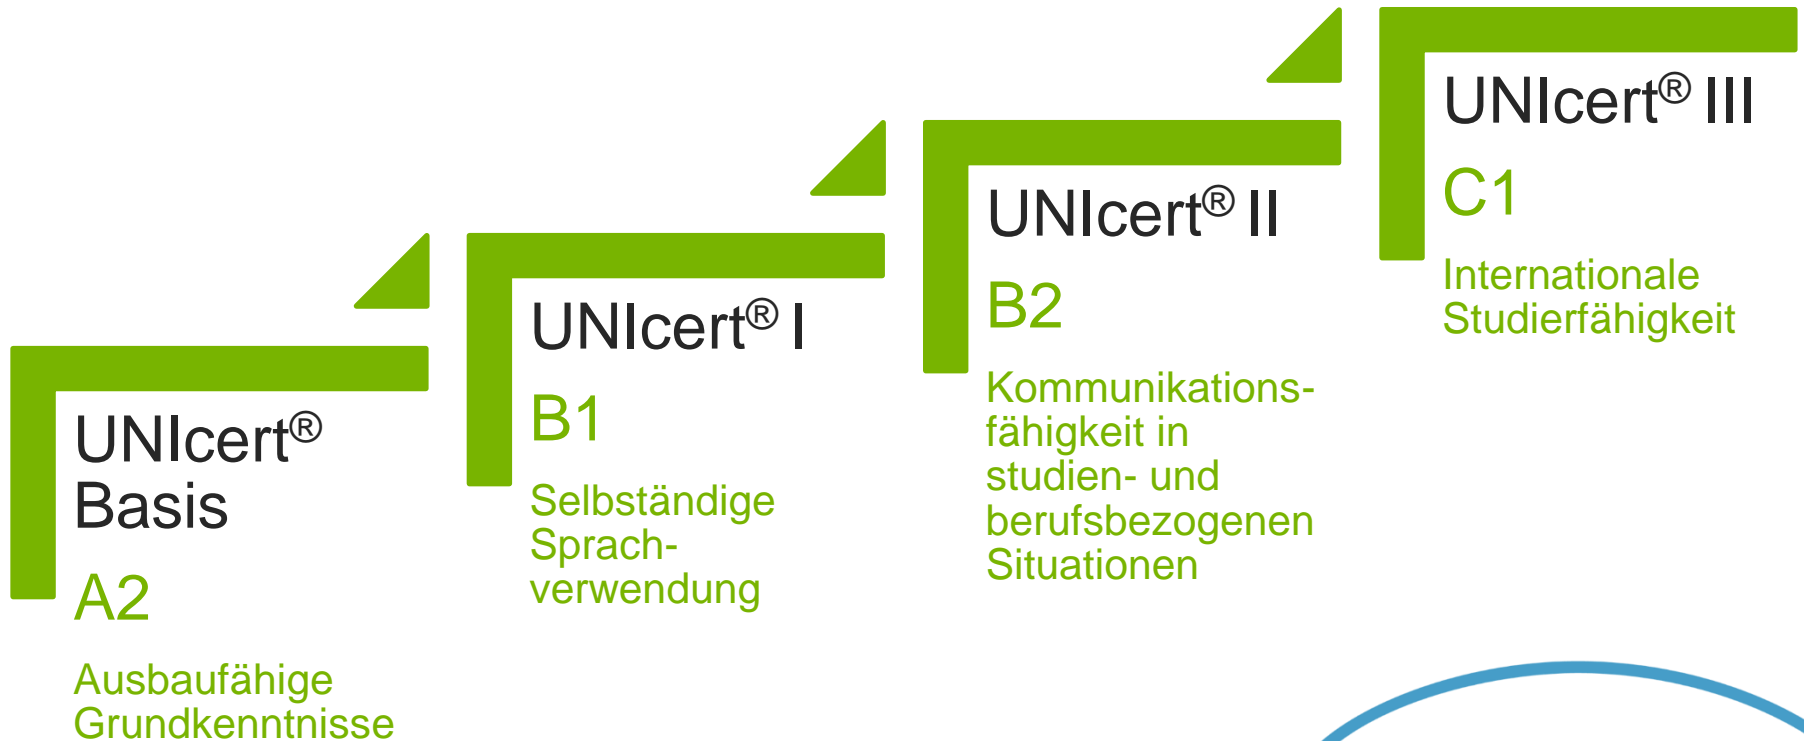 UNIcert®
Basis
A2
Ausbaufähige
Grundkenntnisse
UNIcert® I
B1
Selbständige
Sprach-
verwendung
UNIcert® II
B2
Kommunikations-
fähigkeit in
studien- und
berufsbezogenen
Situationen
UNIcert® III
C1
Internationale
Studierfähigkeit